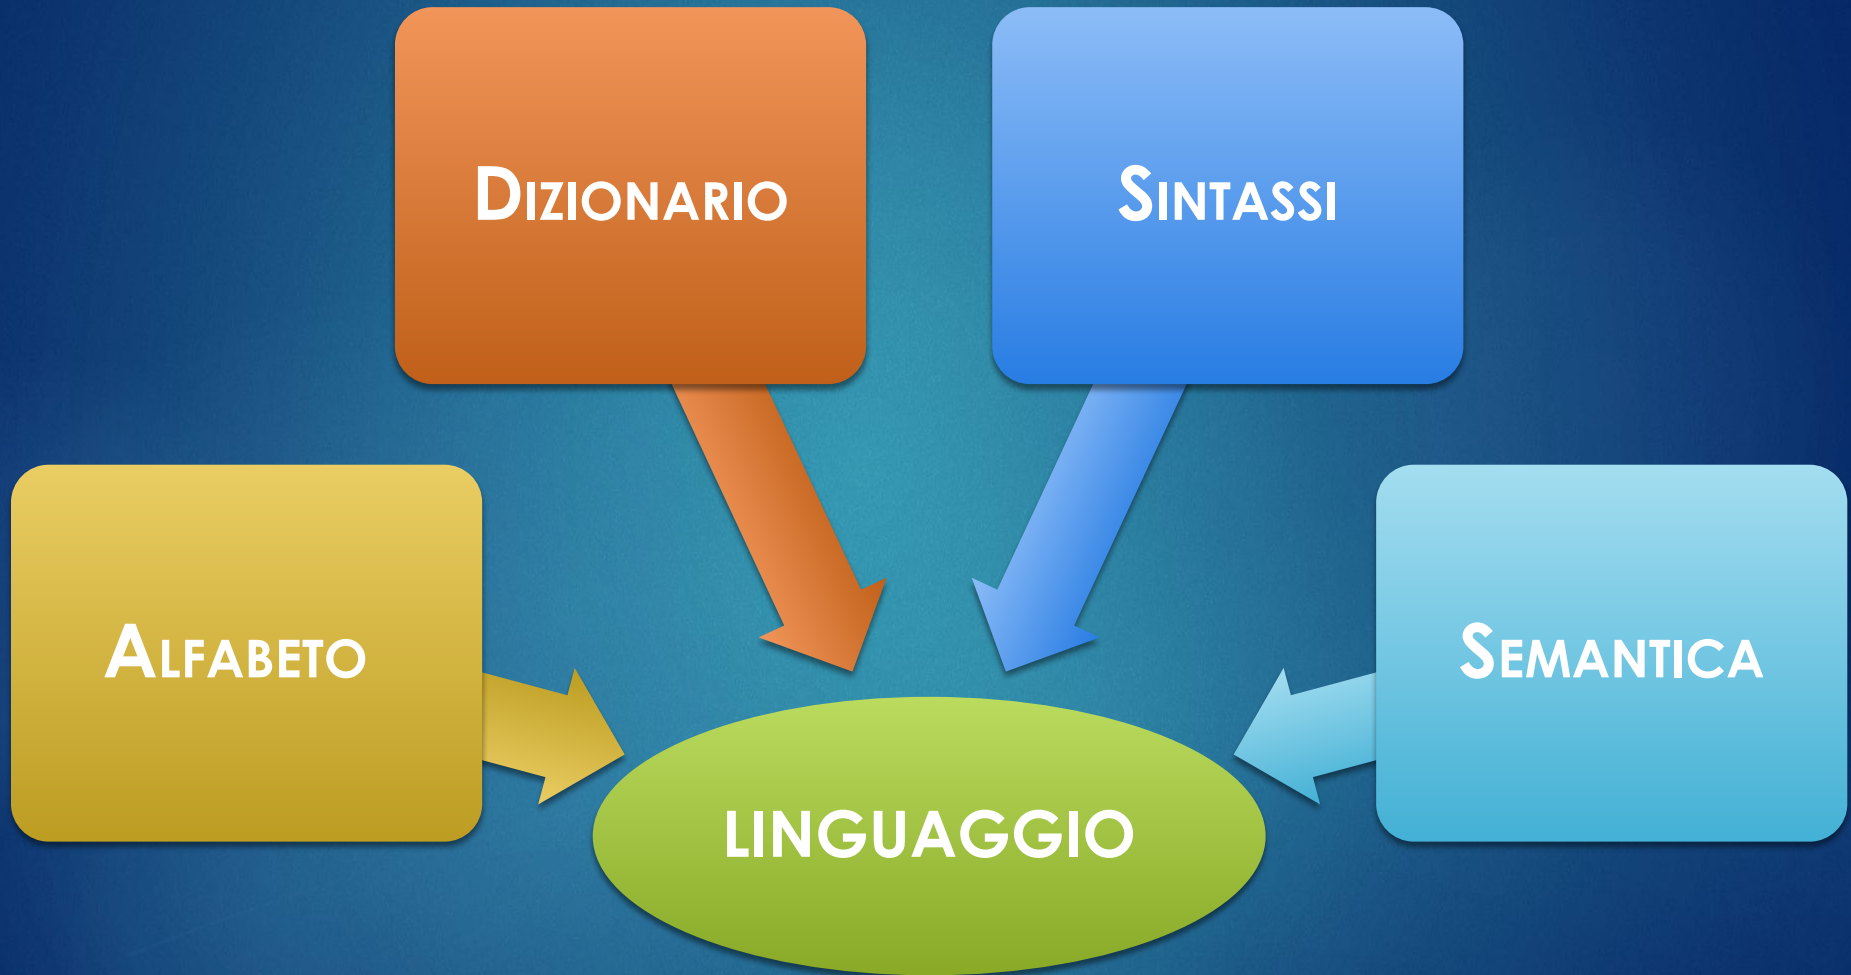 Dizionario
Sintassi
Alfabeto
Semantica
LINGUAGGIO